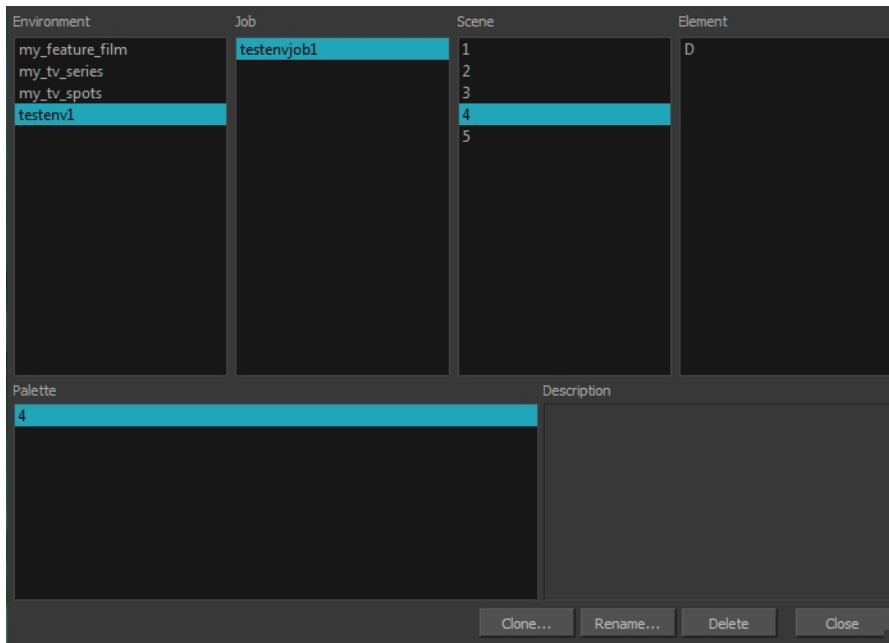 Environment
Job
Scene
Element
my_feature_film
my_tv_series
my_tv_spots
testenv1
testenvjob1
1
2
3
4
5
D
Palette
Description
4
Clone...
Rename...
Delete
Close